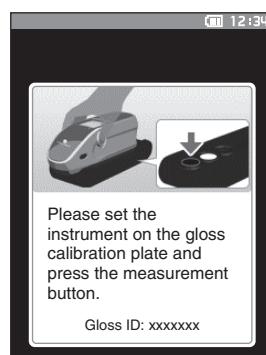 12:34
Please set the
instrument on the gloss
calibration plate and
press the measurement
button.
Gloss ID: xxxxxxx